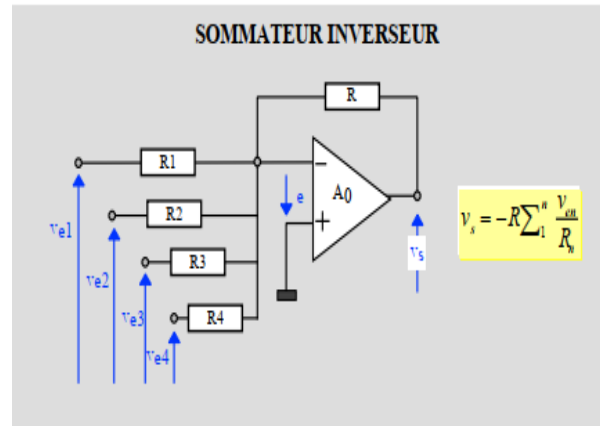 SOMMATEUR INVERSEUR
R
R1
e
A0
R2
R3
R4
ve1
ve2
ve3
ve4
vs
v_s = -R∑_1^n v_en/R_n